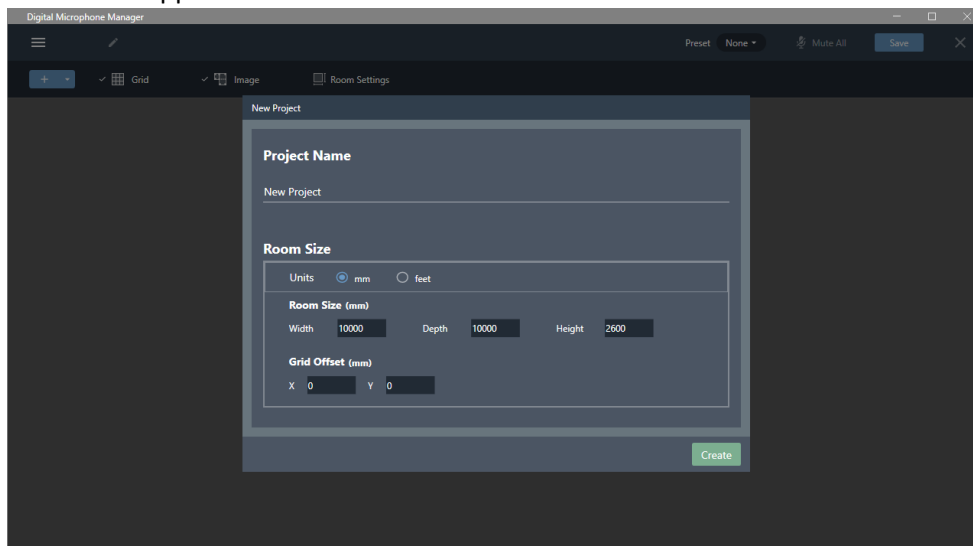 Digital Microphone Manager
Preset None Mute All Save
+ Grid Image Room Settings
New Project
Project Name
New Project
Room Size
Units mm feet
Room Size (mm)
Width 10000 Depth 10000 Height 2600
Grid Offset (mm)
X 0 Y 0
Create